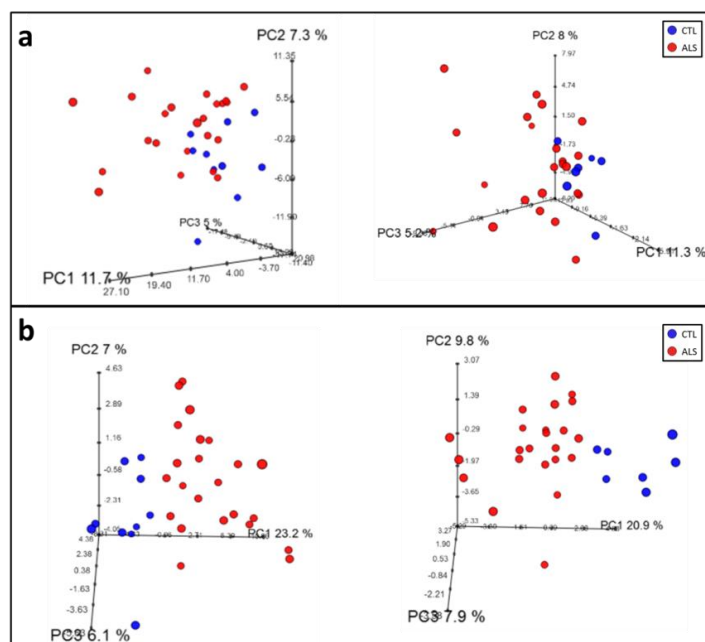 a
PC2 7.3 %
11.35
5.54
-0.28
-6.09
-11.90
PC3 5 %
PC1 11.7 %
27.10
19.40
11.70
4.00
-3.70
-11.40
PC2 8 %
7.97
4.74
1.50
-1.73
PC3 5.2 %
PC1 11.3 %
CTL
ALS
b
PC2 7 %
4.63
2.89
1.16
-0.58
-2.31
PC1 23.2 %
4.38
2.38
0.38
-1.63
-3.63
PC3 6.1 %
PC2 9.8 %
3.07
1.39
-0.29
-1.97
-3.65
-5.33
PC1 20.9 %
3.27
1.90
0.53
-0.84
-2.21
PC3 7.9 %
CTL
ALS